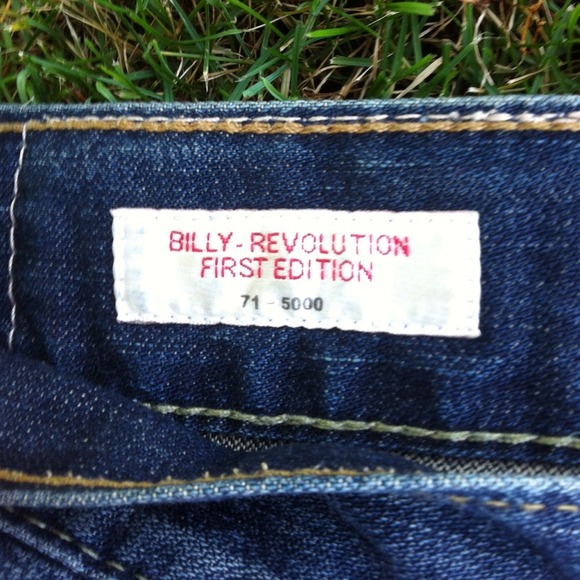 BILLY-REVOLUTION
FIRST EDITION
71 - 5000